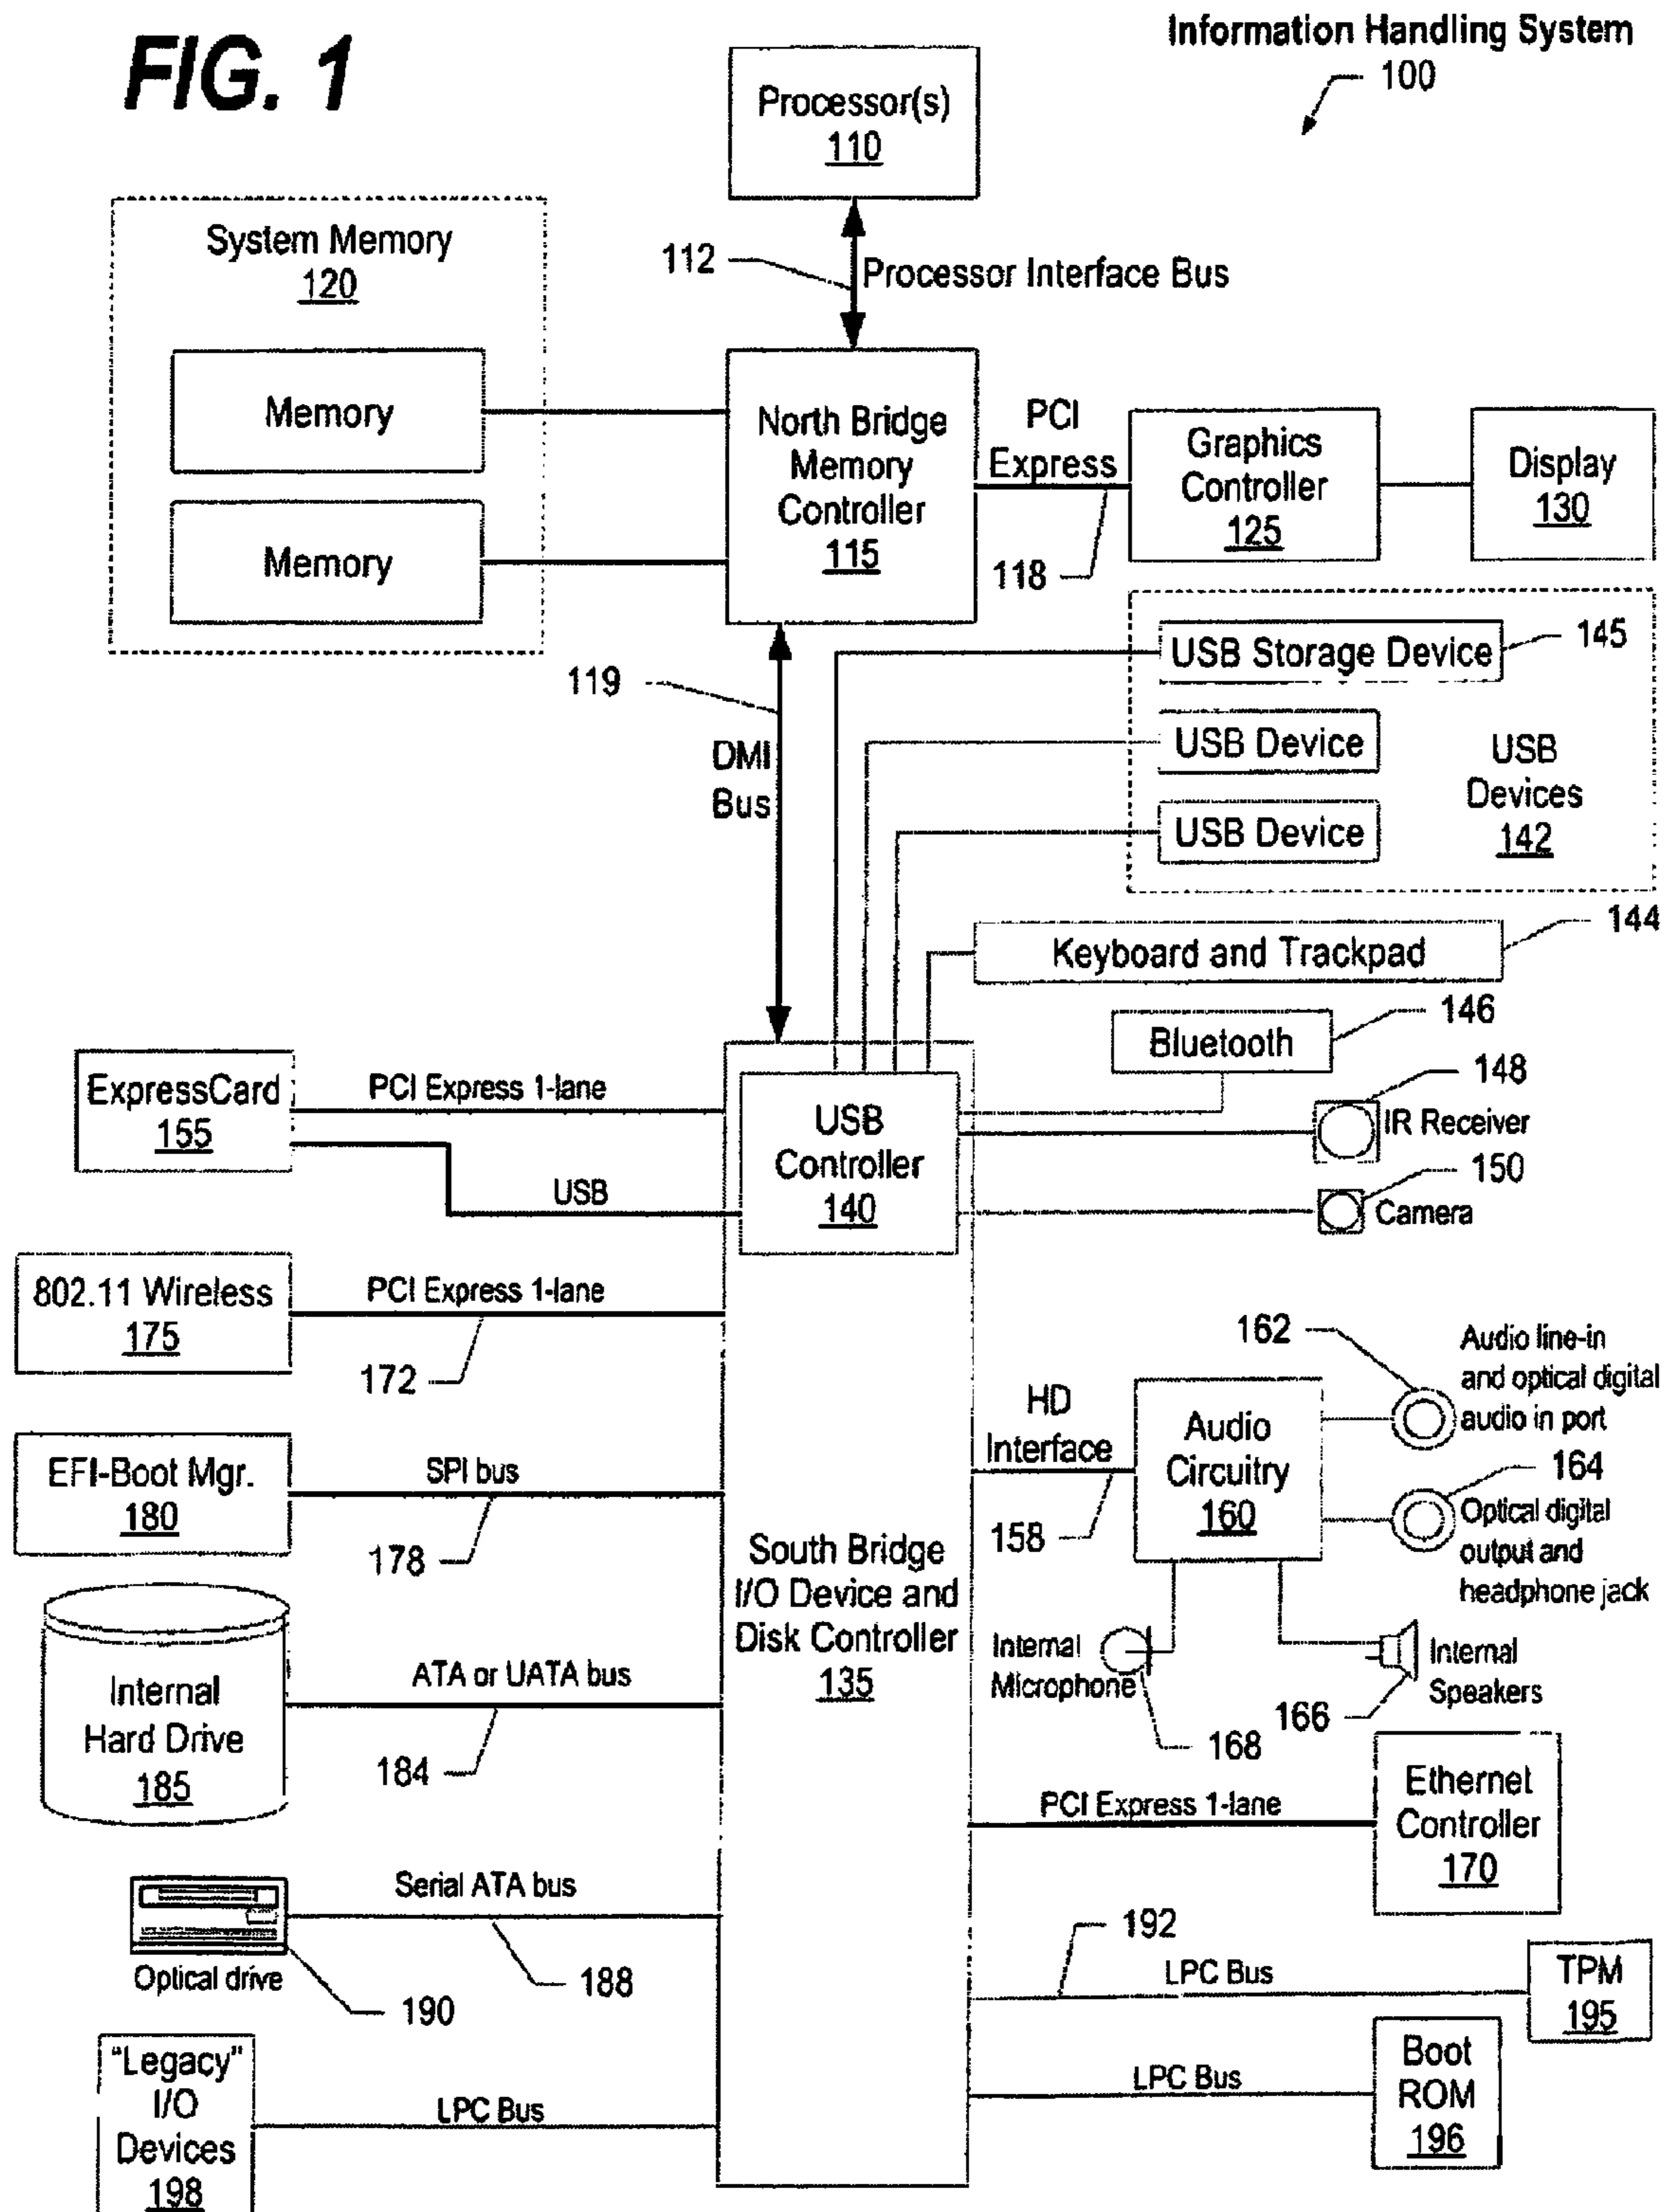 FIG. 1
Information Handling System
100
Processor(s)
110
System Memory
120
112
Processor Interface Bus
Memory
Memory
North Bridge
Memory
Controller
115
PCI
Express
118
Graphics
Controller
125
Display
130
119
DMI
Bus
USB Storage Device
145
USB Device
USB Device
USB
Devices
142
Keyboard and Trackpad
144
Bluetooth
146
148
IR Receiver
150
Camera
ExpressCard
155
PCI Express 1-lane
USB
USB
Controller
140
802.11 Wireless
175
PCI Express 1-lane
172
EFI-Boot Mgr.
180
SPI bus
178
Internal
Hard Drive
185
ATA or UATA bus
184
South Bridge
I/O Device and
Disk Controller
135
HD
Interface
158
Audio
Circuitry
160
162
Audio line-in
and optical digital
audio in port
164
Optical digital
output and
headphone jack
Internal
Microphone
168
166
Internal
Speakers
PCI Express 1-lane
Ethernet
Controller
170
Serial ATA bus
188
Optical drive
190
192
LPC Bus
TPM
195
LPC Bus
Boot
ROM
196
"Legacy"
I/O
Devices
198
LPC Bus